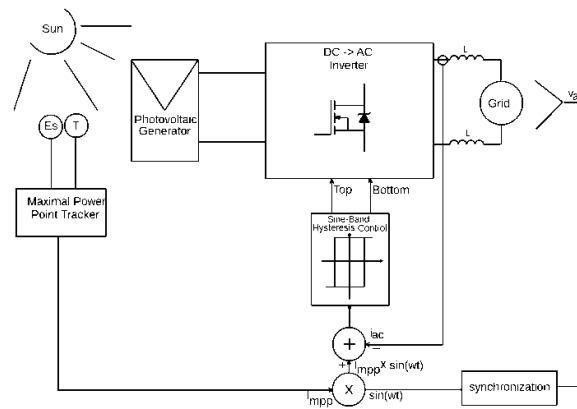 Sun
DC -> AC
Inverter
L
Grid
v
Photovoltaic
Generator
Es
T
L
Maximal Power
Point Tracker
Top
Bottom
Sine-Band
Hysteresis Control
+
iac
−
+
Impp x sin(wt)
X
Impp
sin(wt)
synchronization